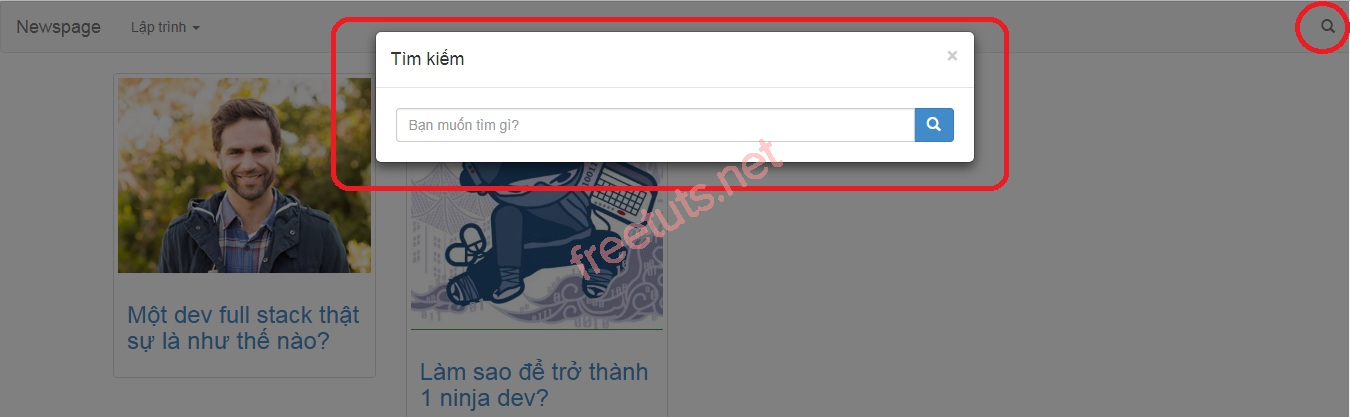 Newspage
Lập trình
Tìm kiếm
×
Bạn muốn tìm gì?
freetuts.net
10011
Một dev full stack thật
sự là như thế nào?
Làm sao để trở thành
1 ninja dev?